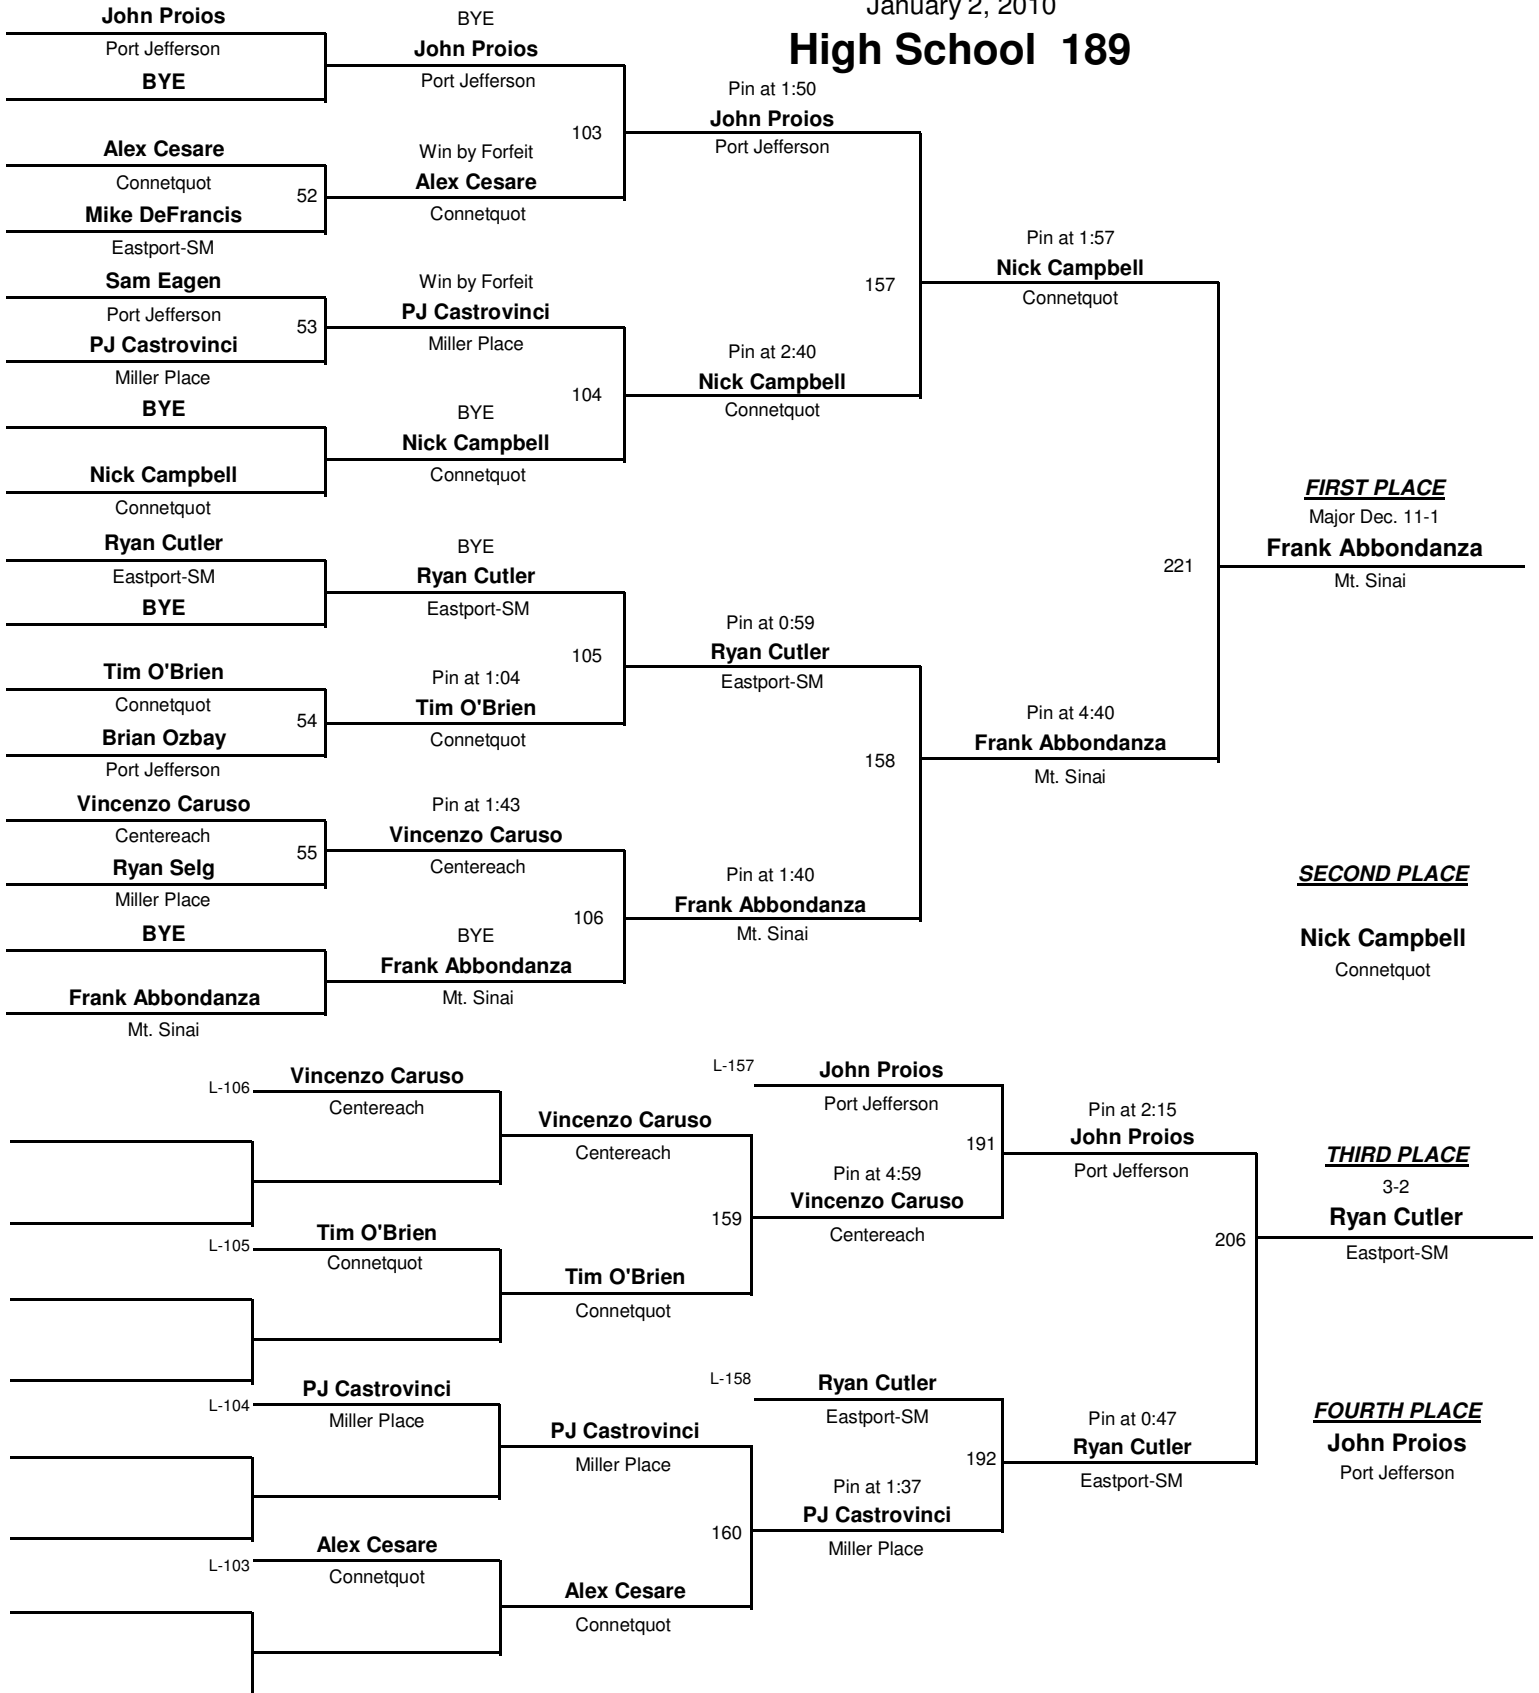 January 2, 2010
High School 189
John Proios
Port Jefferson
BYE
Alex Cesare
Connetquot
52
Mike DeFrancis
Eastport-SM
Sam Eagen
Port Jefferson
53
PJ Castrovinci
Miller Place
BYE
Nick Campbell
Connetquot
Ryan Cutler
Eastport-SM
BYE
Tim O'Brien
Connetquot
54
Brian Ozbay
Port Jefferson
Vincenzo Caruso
Centereach
55
Ryan Selg
Miller Place
BYE
Frank Abbondanza
Mt. Sinai
BYE
John Proios
Port Jefferson
103
Win by Forfeit
Alex Cesare
Connetquot
Win by Forfeit
PJ Castrovinci
Miller Place
104
BYE
Nick Campbell
Connetquot
BYE
Ryan Cutler
Eastport-SM
105
Pin at 1:04
Tim O'Brien
Connetquot
Pin at 1:43
Vincenzo Caruso
Centereach
106
BYE
Frank Abbondanza
Mt. Sinai
Pin at 1:50
John Proios
Port Jefferson
157
Pin at 2:40
Nick Campbell
Connetquot
Pin at 0:59
Ryan Cutler
Eastport-SM
158
Pin at 1:40
Frank Abbondanza
Mt. Sinai
Pin at 1:57
Nick Campbell
Connetquot
221
Pin at 4:40
Frank Abbondanza
Mt. Sinai
FIRST PLACE
Major Dec. 11-1
Frank Abbondanza
Mt. Sinai
SECOND PLACE
Nick Campbell
Connetquot
L-106
Vincenzo Caruso
Centereach
L-105
Tim O'Brien
Connetquot
L-104
PJ Castrovinci
Miller Place
L-103
Alex Cesare
Connetquot
Vincenzo Caruso
Centereach
159
Tim O'Brien
Connetquot
PJ Castrovinci
Miller Place
160
Alex Cesare
Connetquot
L-157
John Proios
Port Jefferson
191
Pin at 4:59
Vincenzo Caruso
Centereach
L-158
Ryan Cutler
Eastport-SM
192
Pin at 1:37
PJ Castrovinci
Miller Place
Pin at 2:15
John Proios
Port Jefferson
206
Pin at 0:47
Ryan Cutler
Eastport-SM
THIRD PLACE
3-2
Ryan Cutler
Eastport-SM
FOURTH PLACE
John Proios
Port Jefferson